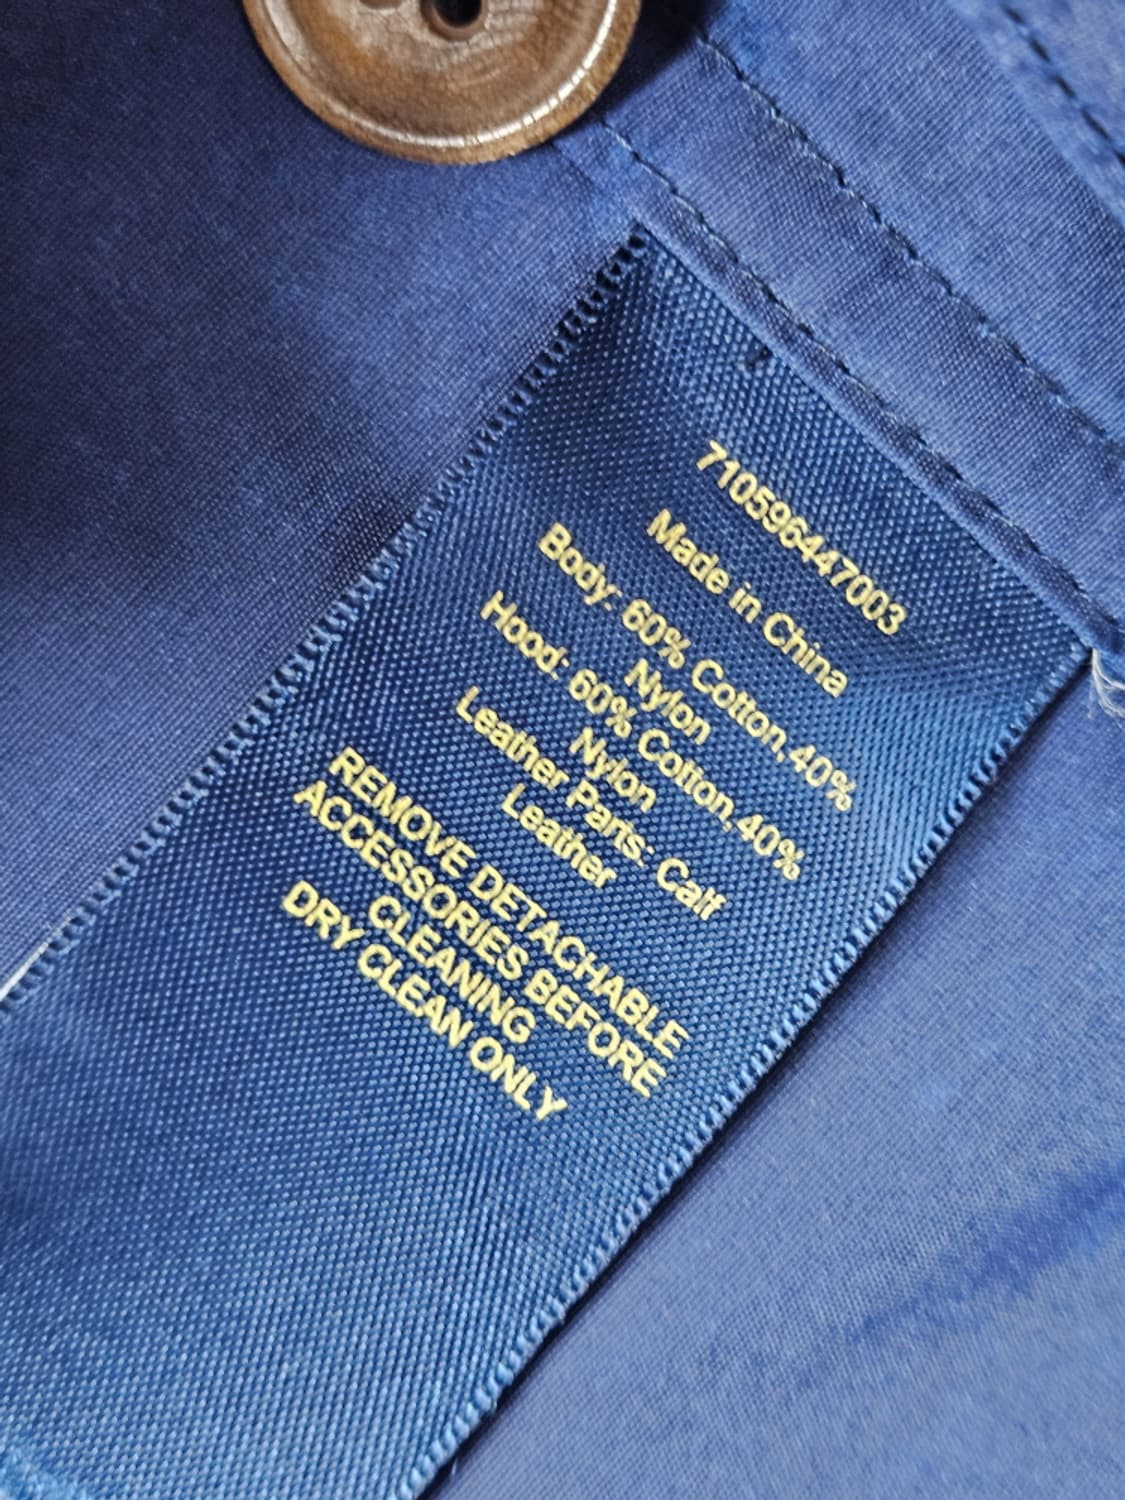 710596447003
Made in China
Body: 60% Cotton,40%
Nylon
Hood: 60% Cotton,40%
Nylon
Leather Parts: Calf
Leather
REMOVE DETACHABLE
ACCESSORIES BEFORE
CLEANING
DRY CLEAN ONLY